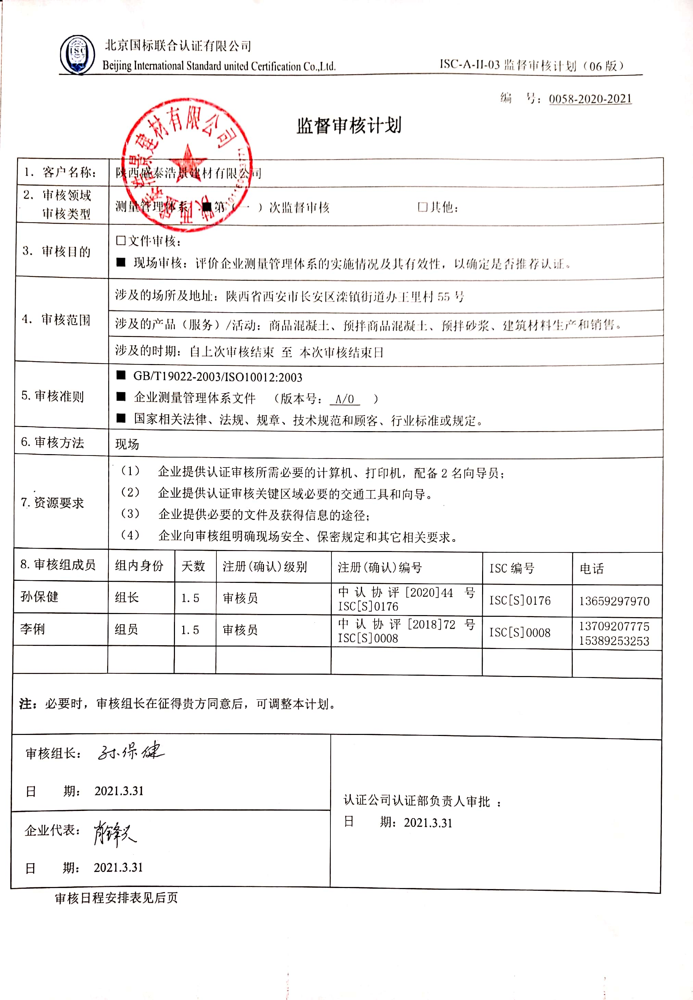 ISC
北京国标联合认证有限公司
Beijing International Standard united Certification Co.,Ltd.
ISC-A-II-03 监督审核计划（06 版）
编 号：0058-2020-2021
监督审核计划
1. 客户名称：
陕西盛泰浩景建材有限公司
2. 审核领域
审核类型
测量管理体系 ■第（一 ）次监督审核 □其他：
3. 审核目的
□文件审核：
■ 现场审核：评价企业测量管理体系的实施情况及其有效性，以确定是否推荐认证。
4. 审核范围
涉及的场所及地址：陕西省西安市长安区滦镇街道办王里村 55 号
涉及的产品（服务）/活动：商品混凝土、预拌商品混凝土、预拌砂浆、建筑材料生产和销售。
涉及的时期：自上次审核结束 至 本次审核结束日
5.审核准则
■ GB/T19022-2003/ISO10012:2003
■ 企业测量管理体系文件 （版本号： A/0 ）
■ 国家相关法律、法规、规章、技术规范和顾客、行业标准或规定。
6.审核方法
现场
7.资源要求
（1） 企业提供认证审核所需必要的计算机、打印机，配备 2 名向导员；
（2） 企业提供认证审核关键区域必要的交通工具和向导。
（3） 企业提供必要的文件及获得信息的途径；
（4） 企业向审核组明确现场安全、保密规定和其它相关要求。
8.审核组成员 组内身份 天数 注册(确认)级别 注册(确认)编号 ISC 编号 电话
孙保健 组长 1.5 审核员 中认协评[2020]44 号
ISC[S]0176 ISC[S]0176 13659297970
李俐 组员 1.5 审核员 中认协评[2018]72 号
ISC[S]0008 ISC[S]0008 13709207775
15389253253
注：必要时，审核组长在征得贵方同意后，可调整本计划。
审核组长： 孙保健
日 期： 2021.3.31
企业代表： 肖锋
日 期： 2021.3.31
认证公司认证部负责人审批 ：
日 期：2021.3.31
审核日程安排表见后页